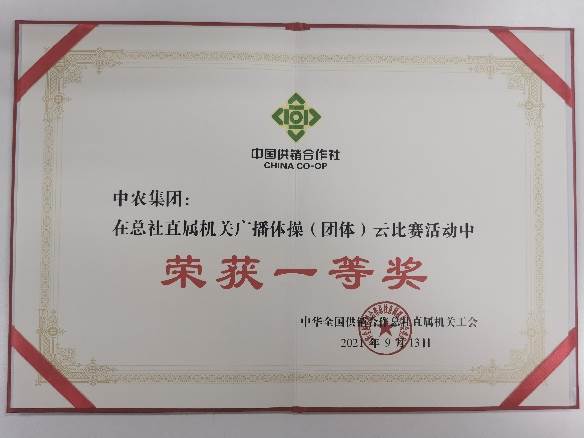 中国供销合作社
CHINA CO-OP
中农集团：
在总社直属机关广播体操（团体）云比赛活动中
荣获一等奖
中华全国供销合作总社直属机关工会
2021年9月13日